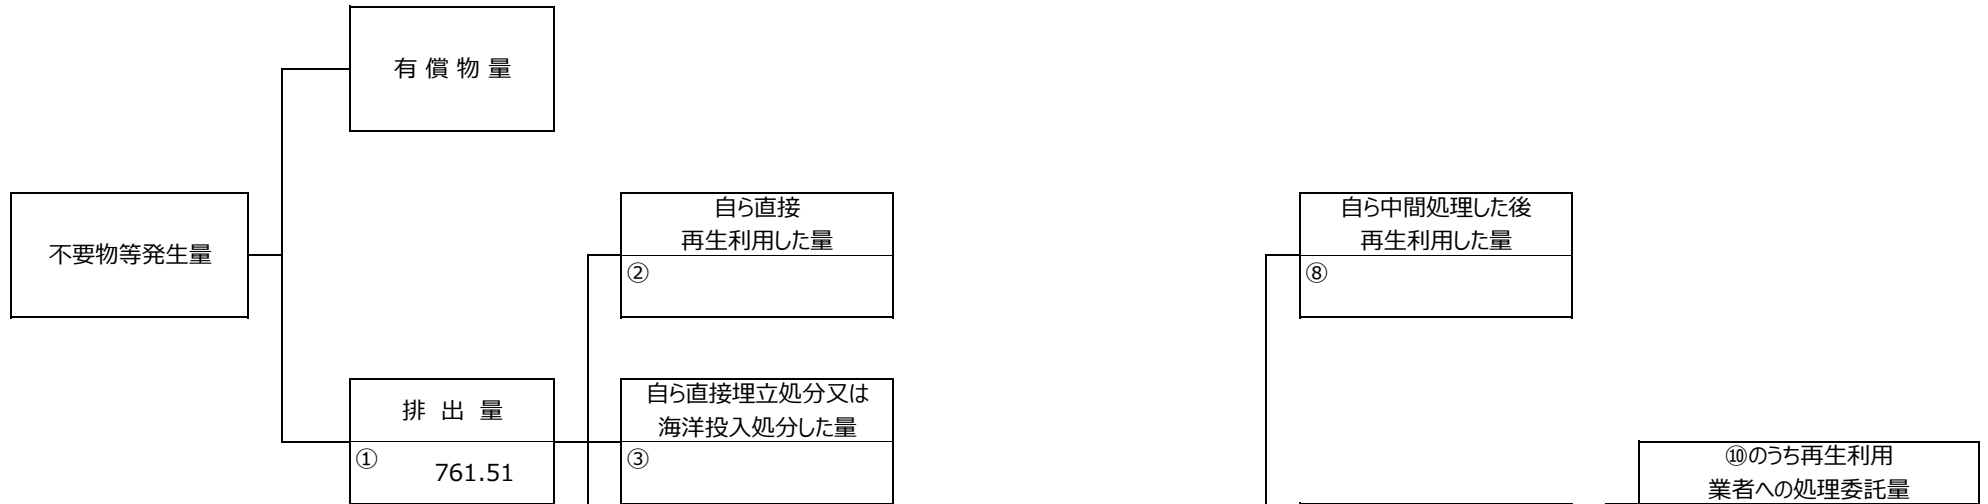 有 償 物 量
不要物等発生量
自ら直接
再生利用した量
②
自ら中間処理した後
再生利用した量
⑧
排 出 量
① 761.51
自ら直接埋立処分又は
海洋投入処分した量
③
⑩のうち再生利用
業者への処理委託量